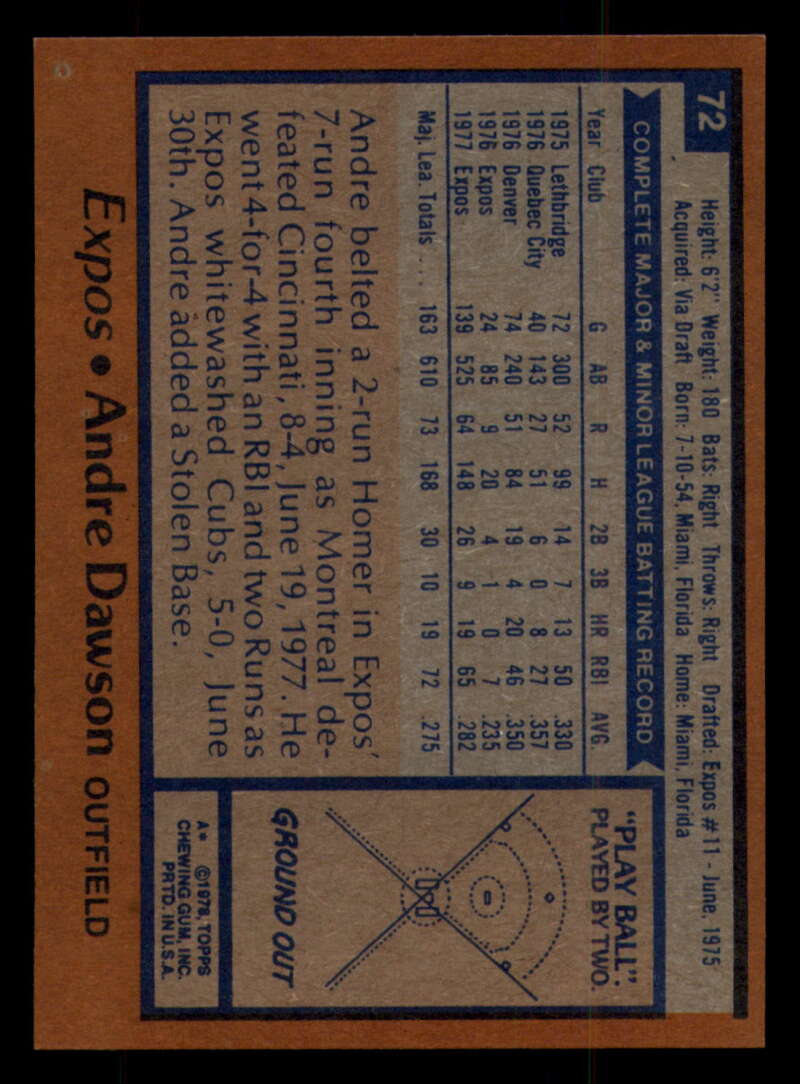 72
Height: 6'2" Weight: 180 Bats: Right Throws: Right Drafted: Expos #11 - June, 1975
Acquired: Via Draft Born: 7-10-54, Miami, Florida Home: Miami, Florida
COMPLETE MAJOR & MINOR LEAGUE BATTING RECORD
Year Club G AB R H 2B 3B HR RBI AVG
1975 Lethbridge 72 300 52 99 14 7 13 50 .330
1976 Quebec City 40 143 27 51 6 0 8 27 .357
1976 Denver 74 240 51 84 19 4 20 46 .350
1976 Expos 24 85 9 20 4 1 0 7 .235
1977 Expos 139 525 64 148 26 9 19 65 .282
Maj. Lea. Totals . . . 163 610 73 168 30 10 19 72 .275
Andre belted a 2-run Homer in Expos'
7-run fourth inning as Montreal de-
feated Cincinnati, 8-4, June 19, 1977. He
went 4-for-4 with an RBI and two Runs as
Expos whitewashed Cubs, 5-0, June
30th. Andre added a Stolen Base.
"PLAY BALL":
PLAYED BY TWO.
GROUND OUT
A* ©1978, TOPPS
CHEWING GUM, INC.
PRTD. IN U.S.A.
Expos • Andre Dawson OUTFIELD